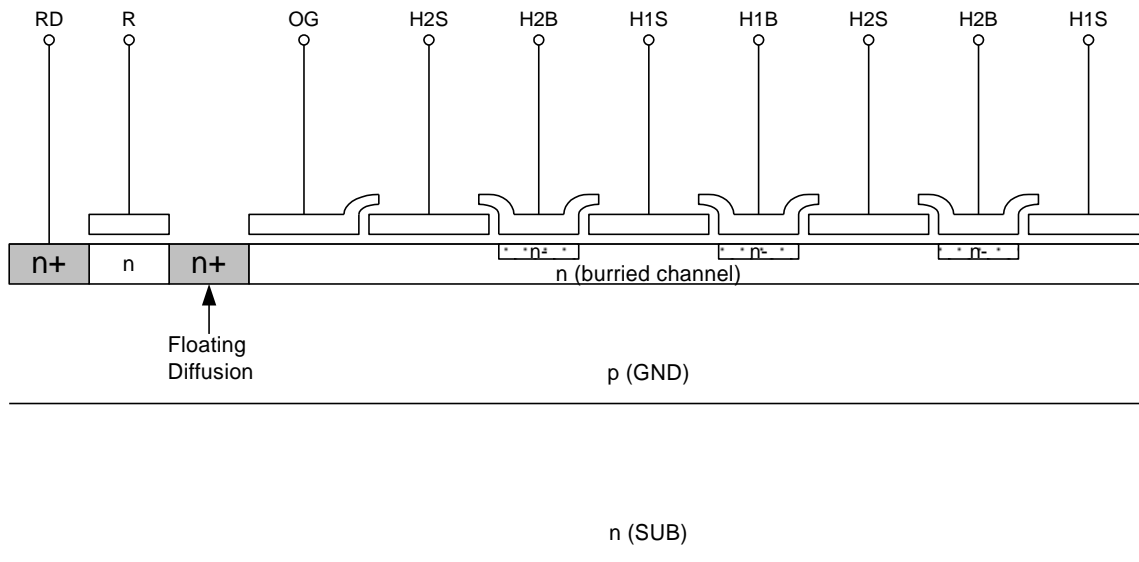 RD R OG H2S H2B H1S H1B H2S H2B H1S
n+ n n+ n- n- n-
n (burried channel)
Floating
Diffusion
p (GND)
n (SUB)